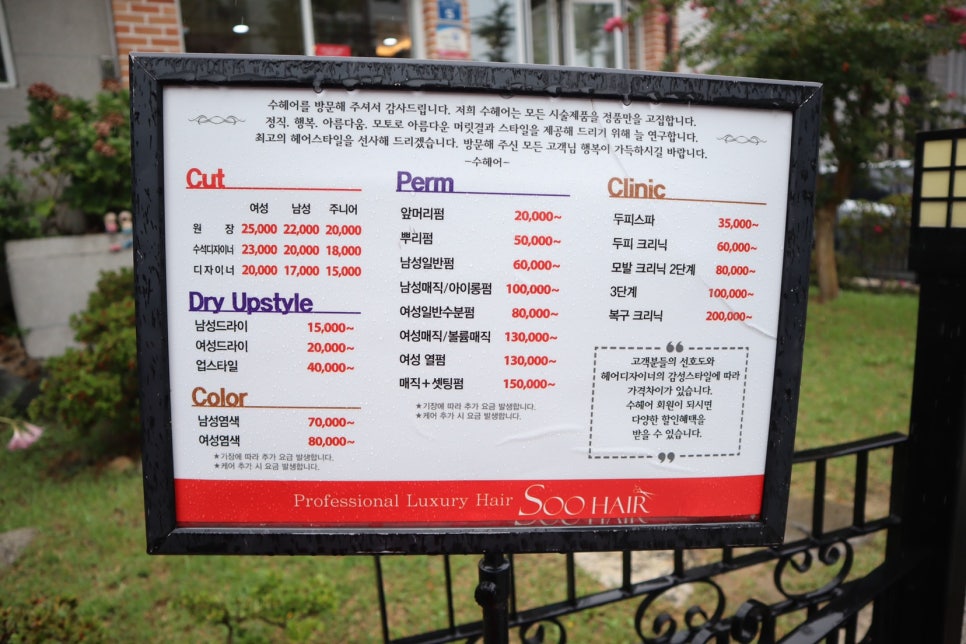 수헤어를 방문해 주셔서 감사드립니다. 저희 수헤어는 모든 시술제품을 정품만을 고집합니다.
정직. 행복. 아름다움. 모토로 아름다운 머릿결과 스타일을 제공해 드리기 위해 늘 연구합니다.
최고의 헤어스타일을 선사해 드리겠습니다. 방문해 주신 모든 고객님 행복이 가득하시길 바랍니다.
~수헤어~
Cut
여성 남성 주니어
원 장 25,000 22,000 20,000
수석디자이너 23,000 20,000 18,000
디자이너 20,000 17,000 15,000
Dry Upstyle
남성드라이 15,000~
여성드라이 20,000~
업스타일 40,000~
Color
남성염색 70,000~
여성염색 80,000~
★기장에 따라 추가 요금 발생합니다.
★케어 추가 시 요금 발생합니다.
Perm
앞머리펌 20,000~
뿌리펌 50,000~
남성일반펌 60,000~
남성매직/아이롱펌 100,000~
여성일반수분펌 80,000~
여성매직/볼륨매직 130,000~
여성 열펌 130,000~
매직+셋팅펌 150,000~
★기장에 따라 추가 요금 발생합니다.
★케어 추가 시 요금 발생합니다.
Clinic
두피스파 35,000~
두피 크리닉 60,000~
모발 크리닉 2단계 80,000~
3단계 100,000~
복구 크리닉 200,000~
❝
고객분들의 선호도와
헤어디자이너의 감성스타일에 따라
가격차이가 있습니다.
수헤어 회원이 되시면
다양한 할인혜택을
받을 수 있습니다.
❞
Professional Luxury Hair SOO HAIR